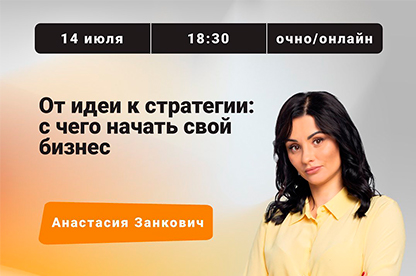 14 июля 18:30 очно/онлайн
От идеи к стратегии:
с чего начать свой
бизнес
Анастасия Занкович